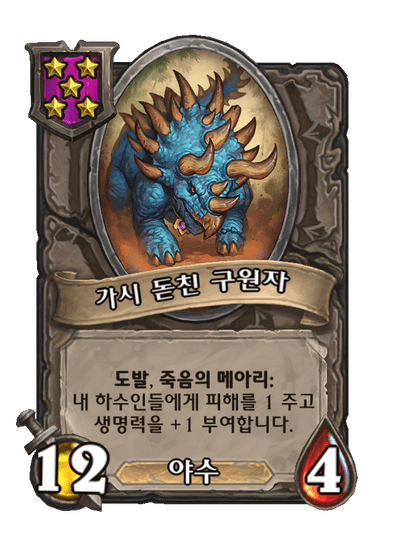 가시 돋친 구원자
도발, 죽음의 메아리:
내 하수인들에게 피해를 1 주고
생명력을 +1 부여합니다.
12
야수
4